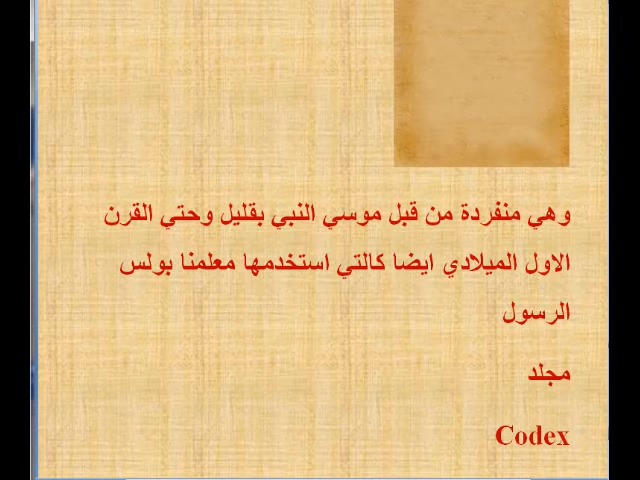 وهي منفردة من قبل موسي النبي بقليل وحتي القرن
الاول الميلادي ايضا كالتي استخدمها معلمنا بولس
الرسول
مجلد
Codex